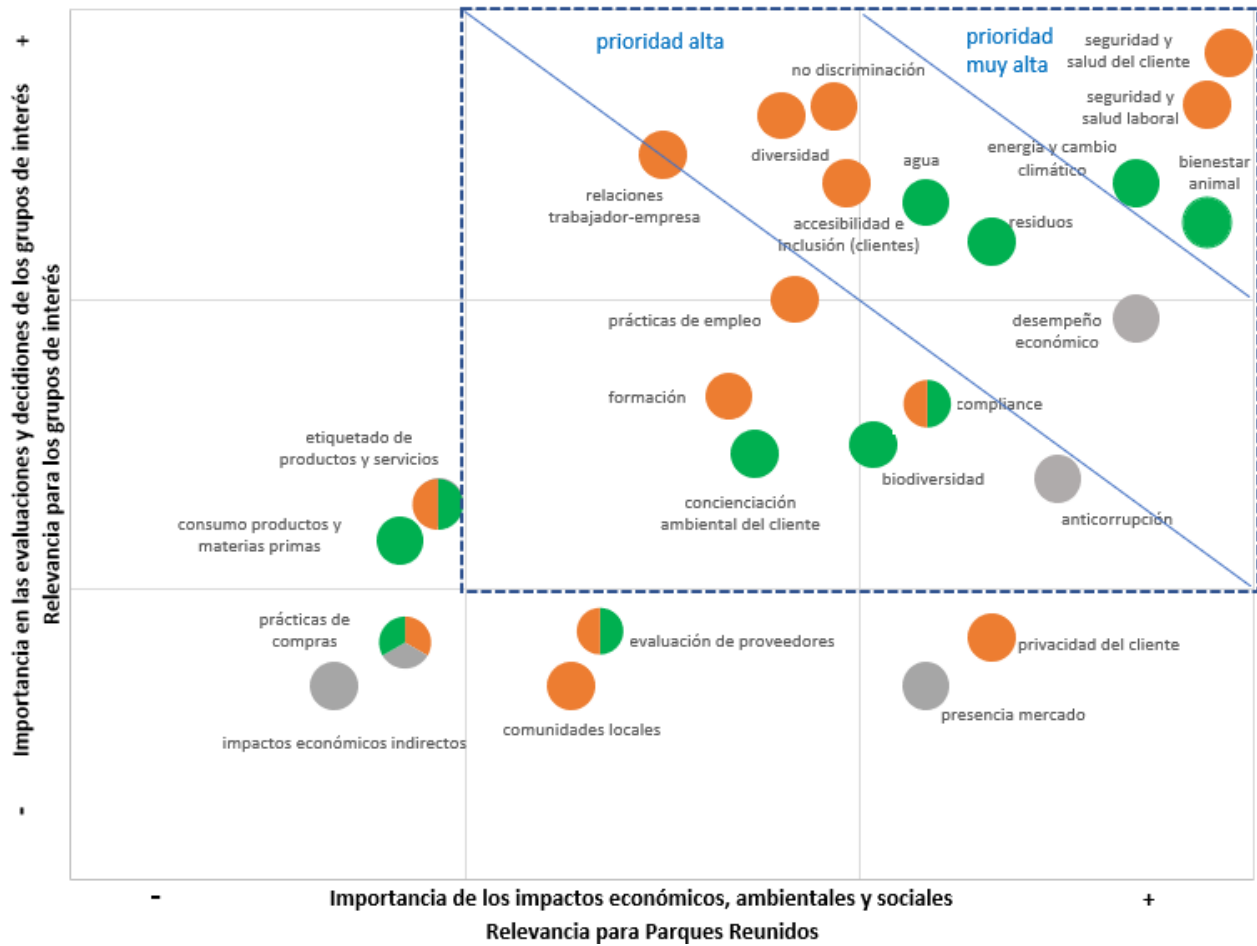 +
Importancia en las evaluaciones y decidiones de los grupos de interés
Relevancia para los grupos de interés
-
prioridad alta
prioridad
muy alta
seguridad y
salud del cliente
no discriminación
seguridad y
salud laboral
diversidad
agua
energía y cambio
climático
bienestar
animal
relaciones
trabajador-empresa
accesibilidad e
inclusión (clientes)
residuos
prácticas de empleo
desempeño
económico
formación
compliance
etiquetado de
productos y servicios
biodiversidad
concienciación
ambiental del cliente
consumo productos y
materias primas
anticorrupción
prácticas de
compras
evaluación de proveedores
privacidad del cliente
presencia mercado
comunidades locales
impactos económicos indirectos
-
Importancia de los impactos económicos, ambientales y sociales
+
Relevancia para Parques Reunidos